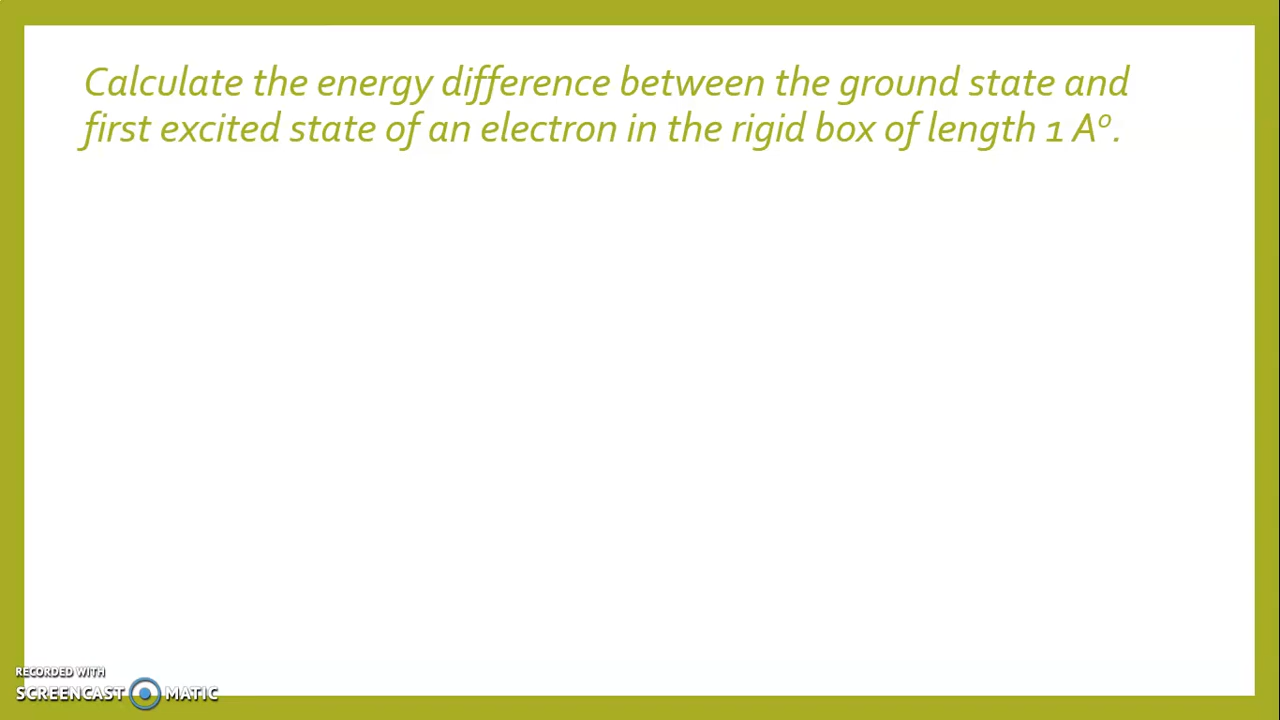 Calculate the energy difference between the ground state and
first excited state of an electron in the rigid box of length 1 Aº.
RECORDED WITH
SCREENCAST MATIC